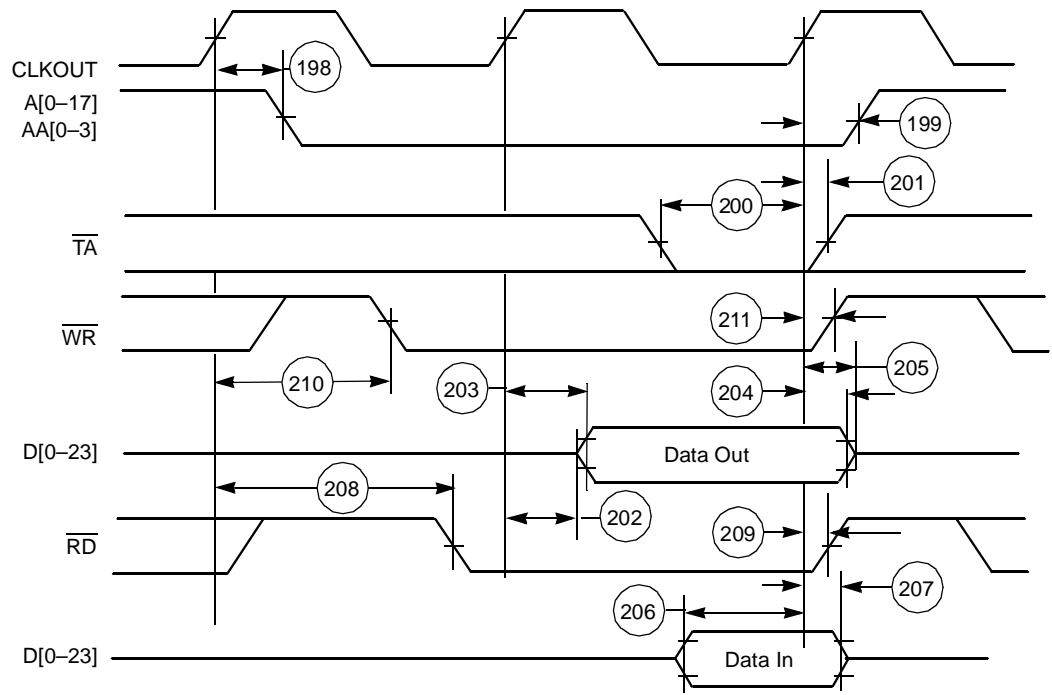 CLKOUT
198
A[0–17]
AA[0–3]
199
201
200
TA
WR
211
210
203
204
205
D[0–23]
Data Out
208
202
209
RD
206
207
D[0–23]
Data In